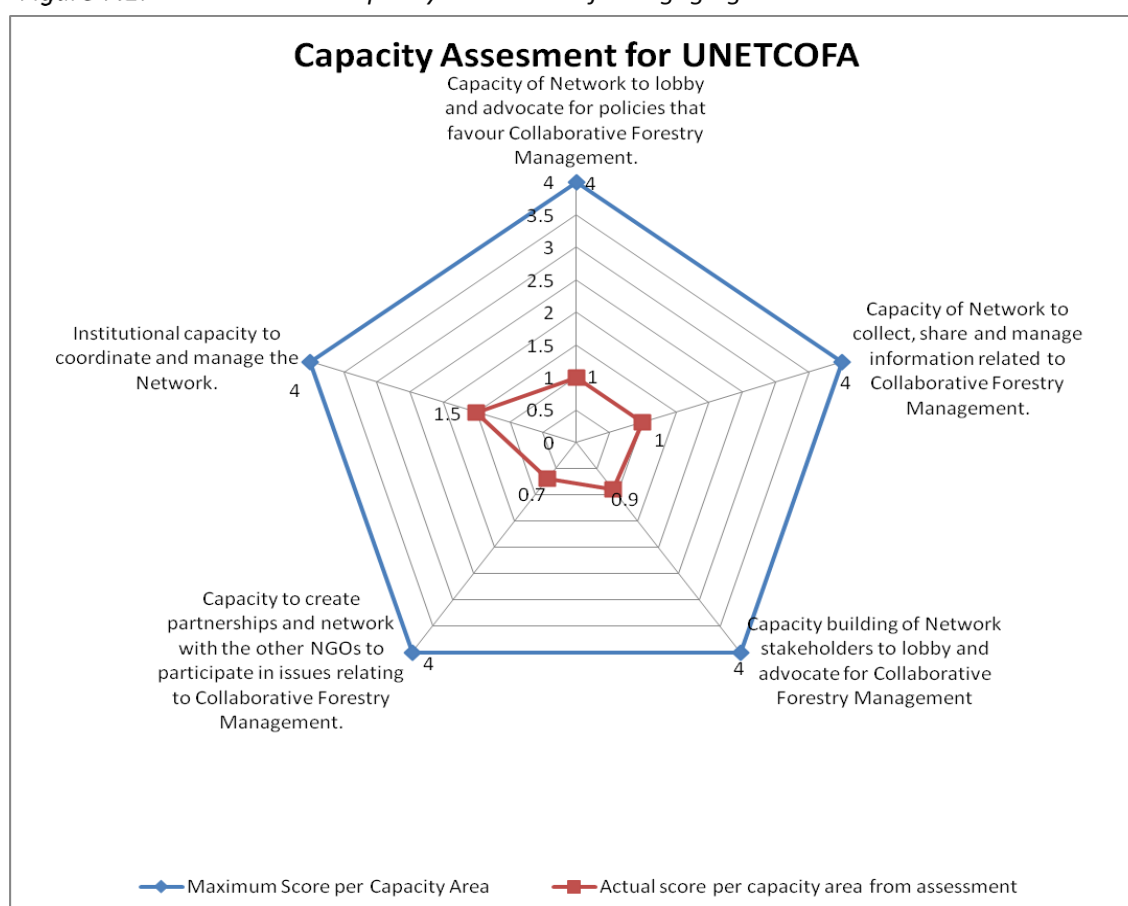 Capacity Assesment for UNETCOFA
Capacity of Network to lobby
and advocate for policies that
favour Collaborative Forestry
Management.
4
4
3.5
3
2.5
2
1.5
1
1
0.5
0
Capacity of Network to
collect, share and manage
information related to
Collaborative Forestry
Management.
4
1
Capacity building of Network
stakeholders to lobby and
advocate for Collaborative
Forestry Management
4
0.9
Capacity to create
partnerships and network
with the other NGOs to
participate in issues relating
to Collaborative Forestry
Management.
4
0.7
Institutional capacity to
coordinate and manage the
Network.
4
1.5
Maximum Score per Capacity Area
Actual score per capacity area from assessment